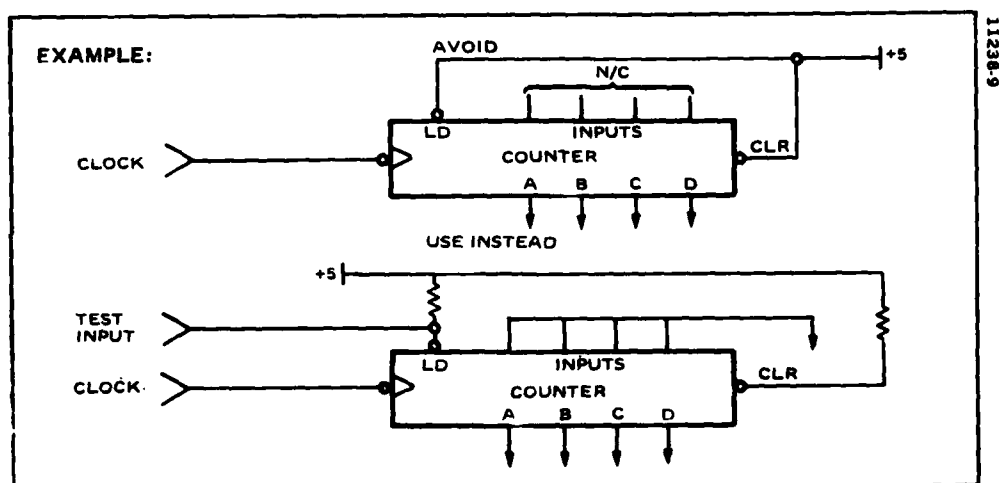 EXAMPLE:
AVOID
+5
N/C
LD
INPUTS
CLOCK
COUNTER
CLR
A B C D
USE INSTEAD
+5
TEST
INPUT
LD
INPUTS
CLOCK.
COUNTER
CLR
A B C D
11238-9